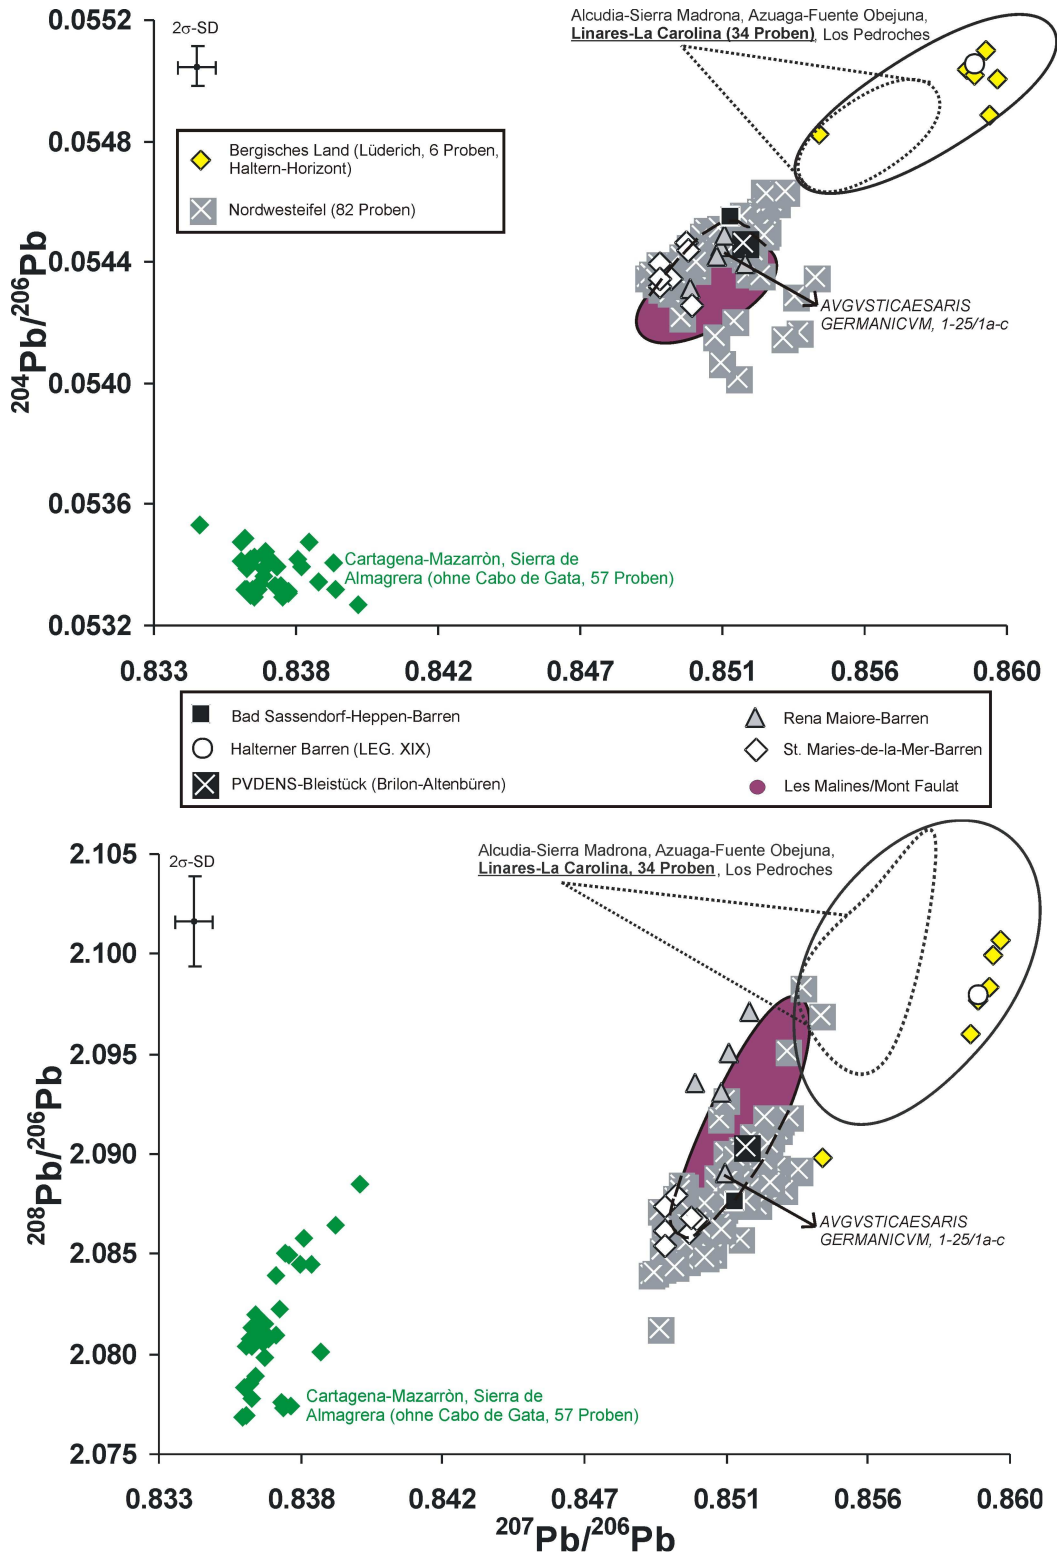 0.0552
2σ-SD
Alcudia-Sierra Madrona, Azuaga-Fuente Obejuna,
Linares-La Carolina (34 Proben), Los Pedroches
0.0548
Bergisches Land (Lüderich, 6 Proben,
Haltern-Horizont)
Nordwesteifel (82 Proben)
0.0544
AVGVSTICAESARIS
GERMANICVM, 1-25/1a-c
204Pb/206Pb
0.0540
0.0536
Cartagena-Mazarròn, Sierra de
Almagrera (ohne Cabo de Gata, 57 Proben)
0.0532
0.833 0.838 0.842 0.847 0.851 0.856 0.860
Bad Sassendorf-Heppen-Barren
Halterner Barren (LEG. XIX)
PVDENS-Bleistück (Brilon-Altenbüren)
Rena Maiore-Barren
St. Maries-de-la-Mer-Barren
Les Malines/Mont Faulat
2.105
2σ-SD
Alcudia-Sierra Madrona, Azuaga-Fuente Obejuna,
Linares-La Carolina, 34 Proben, Los Pedroches
2.100
2.095
208Pb/206Pb
2.090
AVGVSTICAESARIS
GERMANICVM, 1-25/1a-c
2.085
2.080
Cartagena-Mazarròn, Sierra de
Almagrera (ohne Cabo de Gata, 57 Proben)
2.075
0.833 0.838 0.842 0.847 0.851 0.856 0.860
207Pb/206Pb